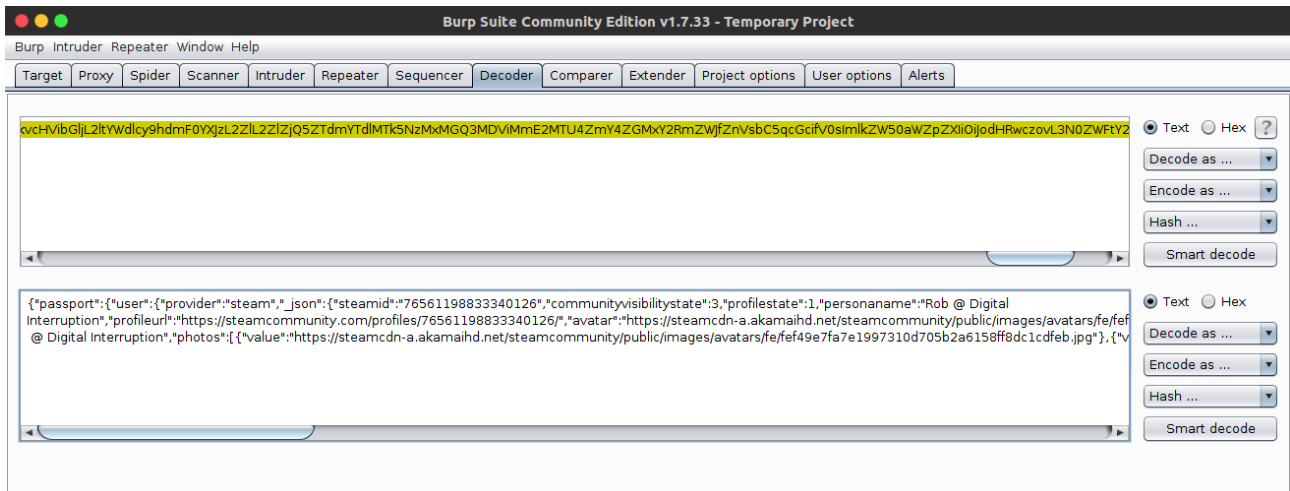 Burp Suite Community Edition v1.7.33 - Temporary Project
Burp Intruder Repeater Window Help
Target Proxy Spider Scanner Intruder Repeater Sequencer Decoder Comparer Extender Project options User options Alerts
vcHVibGljL2ltYWdlcy9hdmF0YXJzL2ZlL2ZlZjQ5ZTdmYTdlMTk5NzMxMGQ3MDViMmE2MTU4ZmY4ZGMxY2RmZWJfZnVsbC5qcGcifV0sImlkZW50aWZpZXIiOiJodHRwczovL3N0ZWFtY2
Text Hex ?
Decode as ...
Encode as ...
Hash ...
Smart decode
{"passport":{"user":{"provider":"steam","_json":{"steamid":"76561198833340126","communityvisibilitystate":3,"profilestate":1,"personaname":"Rob @ Digital
Interruption","profileurl":"https://steamcommunity.com/profiles/76561198833340126/","avatar":"https://steamcdn-a.akamaihd.net/steamcommunity/public/images/avatars/fe/fef
@ Digital Interruption","photos":[{"value":"https://steamcdn-a.akamaihd.net/steamcommunity/public/images/avatars/fe/fef49e7fa7e1997310d705b2a6158ff8dc1cdfeb.jpg"},{"v
Text Hex
Decode as ...
Encode as ...
Hash ...
Smart decode